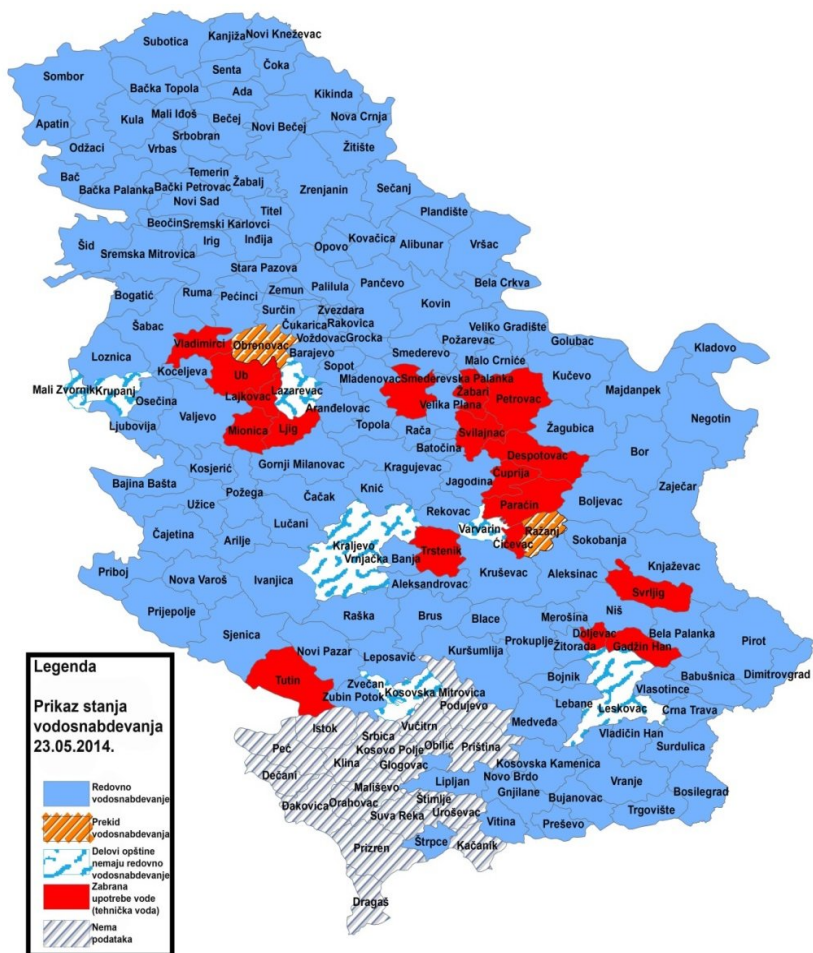 Subotica
Kanjiža
Novi Kneževac
Sombor
Senta
Čoka
Bačka Topola
Ada
Kikinda
Apatin
Kula
Mali Iđoš
Bečej
Nova Crnja
Srbobran
Novi Bečej
Odžaci
Vrbas
Žitište
Bač
Temerin
Bačka Palanka
Bački Petrovac
Žabalj
Zrenjanin
Sečanj
Novi Sad
Titel
Plandište
Beočin
Sremski Karlovci
Šid
Sremska Mitrovica
Irig
Inđija
Opovo
Kovačica
Alibunar
Vršac
Stara Pazova
Bogatić
Ruma
Pećinci
Zemun
Palilula
Pančevo
Bela Crkva
Surčin
Zvezdara
Kovin
Šabac
Čukarica
Rakovica
Veliko Gradište
Vladimirci
Obrenovac
Voždovac
Grocka
Požarevac
Golubac
Kladovo
Loznica
Barajevo
Smederevo
Malo Crniće
Koceljeva
Ub
Sopot
Kučevo
Mali Zvornik
Krupanj
Lazarevac
Mladenovac
Smederevska Palanka
Majdanpek
Osečina
Lajkovac
Žabari
Petrovac
Aranđelovac
Velika Plana
Negotin
Ljubovija
Valjevo
Mionica
Ljig
Topola
Rača
Svilajnac
Žagubica
Batočina
Despotovac
Bor
Kosjerić
Gornji Milanovac
Kragujevac
Bajina Bašta
Ćuprija
Zaječar
Užice
Požega
Čačak
Knić
Jagodina
Paraćin
Boljevac
Lučani
Rekovac
Čajetina
Arilje
Kraljevo
Varvarin
Ražanj
Sokobanja
Vrnjačka Banja
Trstenik
Ćićevac
Priboj
Nova Varoš
Ivanjica
Aleksandrovac
Kruševac
Aleksinac
Knjaževac
Svrljig
Prijepolje
Raška
Brus
Blace
Merošina
Niš
Sjenica
Prokuplje
Doljevac
Bela Palanka
Pirot
Novi Pazar
Leposavić
Kuršumlija
Žitorađa
Gadžin Han
Tutin
Zvečan
Bojnik
Babušnica
Dimitrovgrad
Zubin Potok
Kosovska Mitrovica
Vlasotince
Podujevo
Lebane
Leskovac
Crna Trava
Istok
Vučitrn
Medveđa
Vladičin Han
Srbica
Obilić
Priština
Surdulica
Peć
Kosovo Polje
Klina
Glogovac
Kosovska Kamenica
Dečani
Lipljan
Novo Brdo
Vranje
Mališevo
Gnjilane
Bujanovac
Bosilegrad
Đakovica
Orahovac
Štimlje
Trgovište
Suva Reka
Uroševac
Vitina
Preševo
Prizren
Štrpce
Kačanik
Dragaš
Legenda
Prikaz stanja
vodosnabdevanja
23.05.2014.
Redovno
vodosnabdevanje
Prekid
vodosnabdevanja
Delovi opštine
nemaju redovno
vodosnabdevanje
Zabrana
upotrebe vode
(tehnička voda)
Nema
podataka